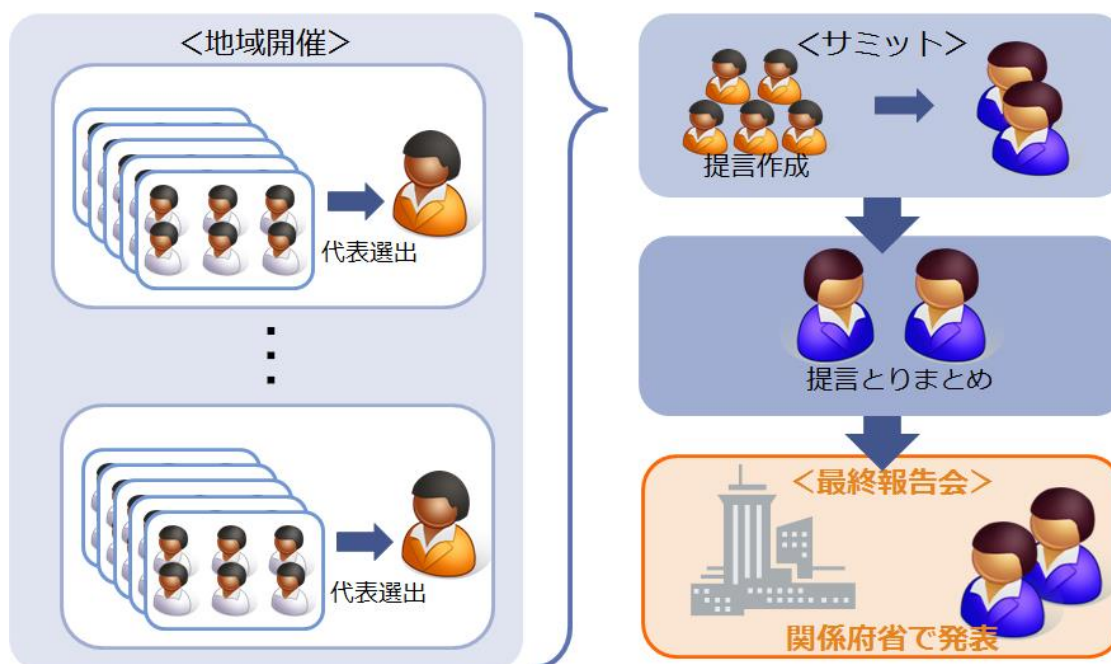 <地域開催>
代表選出
代表選出
<サミット>
提言作成
提言とりまとめ
<最終報告会>
関係府省で発表